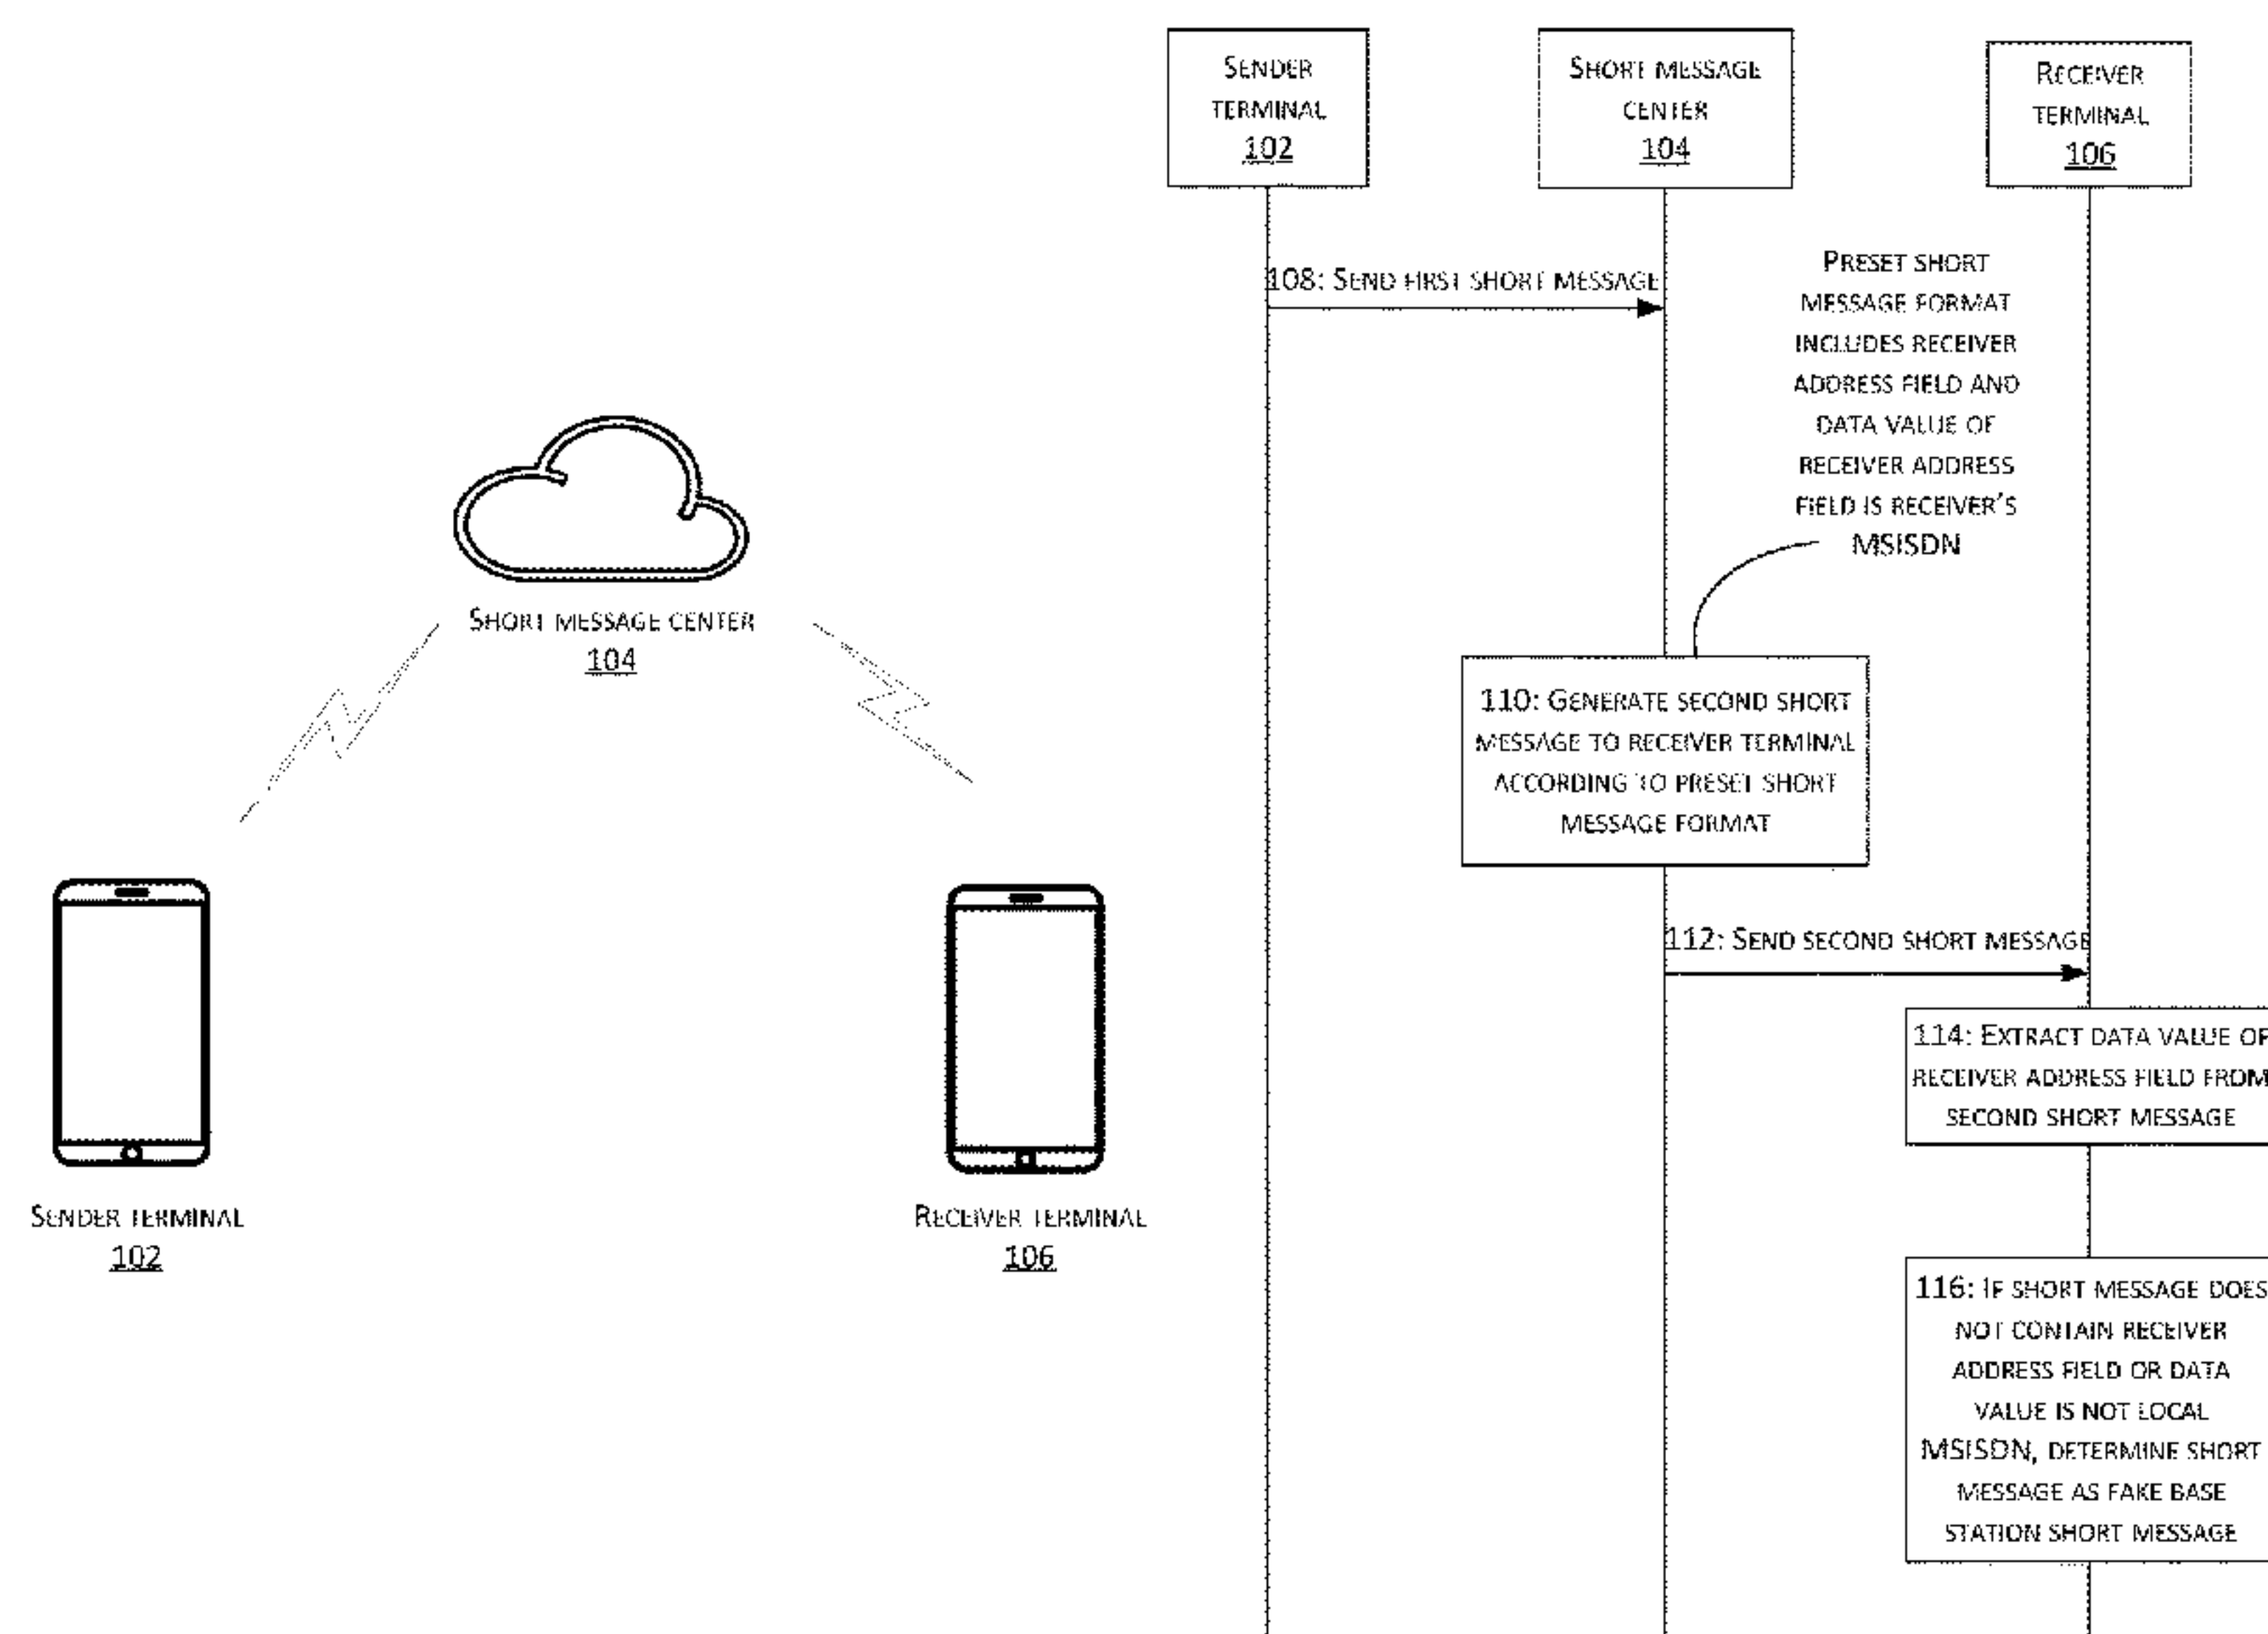 SHORT MESSAGE CENTER
104
SENDER TERMINAL
102
RECEIVER TERMINAL
106
SENDER
TERMINAL
102
SHORT MESSAGE
CENTER
104
RECEIVER
TERMINAL
106
108: SEND FIRST SHORT MESSAGE
PRESET SHORT
MESSAGE FORMAT
INCLUDES RECEIVER
ADDRESS FIELD AND
DATA VALUE OF
RECEIVER ADDRESS
FIELD IS RECEIVER'S
MSISDN
110: GENERATE SECOND SHORT
MESSAGE TO RECEIVER TERMINAL
ACCORDING TO PRESET SHORT
MESSAGE FORMAT
112: SEND SECOND SHORT MESSAGE
114: EXTRACT DATA VALUE OF
RECEIVER ADDRESS FIELD FROM
SECOND SHORT MESSAGE
116: IF SHORT MESSAGE DOES
NOT CONTAIN RECEIVER
ADDRESS FIELD OR DATA
VALUE IS NOT LOCAL
MSISDN, DETERMINE SHORT
MESSAGE AS FAKE BASE
STATION SHORT MESSAGE